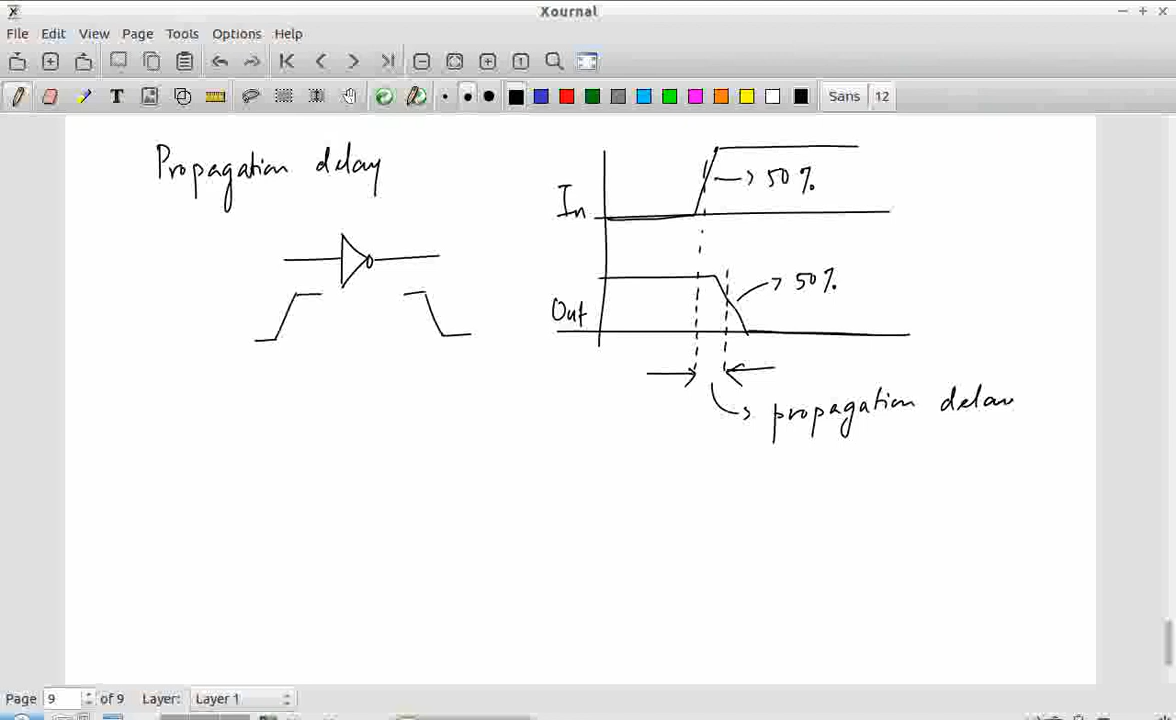 Xournal
File Edit View Page Tools Options Help
Sans 12
Propagation delay
In
50%
Out
50%
propagation delay
Page 9 of 9 Layer: Layer 1